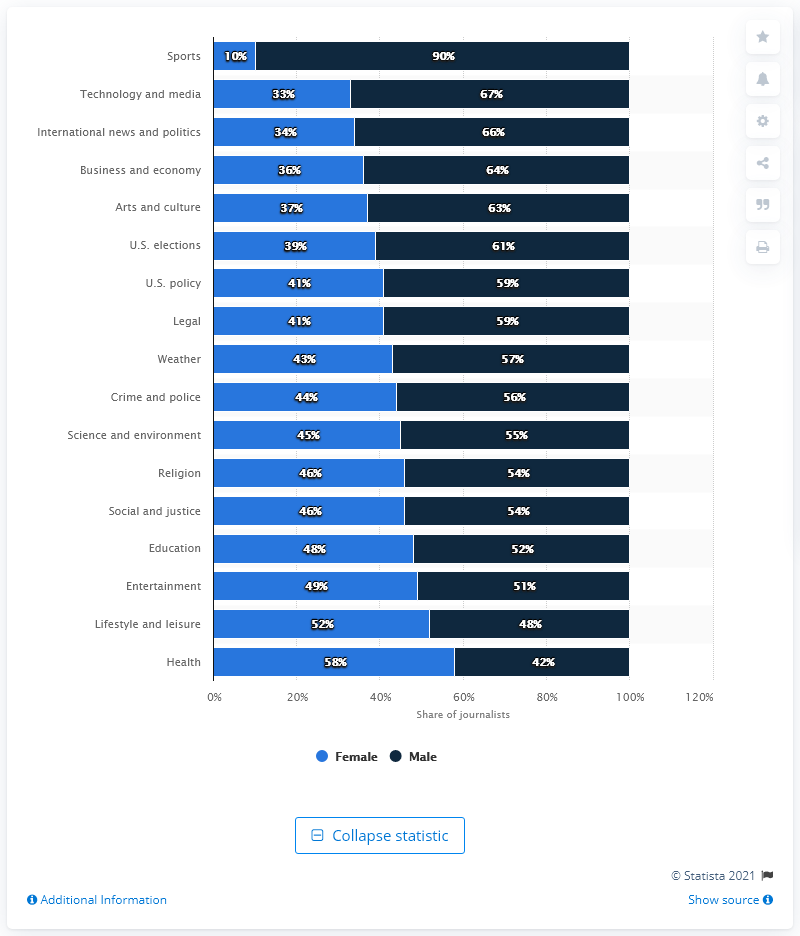 Sports 10% 90%
Technology and media 33% 67%
International news and politics 34% 66%
Business and economy 36% 64%
Arts and culture 37% 63%
U.S. elections 39% 61%
U.S. policy 41% 59%
Legal 41% 59%
Weather 43% 57%
Crime and police 44% 56%
Science and environment 45% 55%
Religion 46% 54%
Social and justice 46% 54%
Education 48% 52%
Entertainment 49% 51%
Lifestyle and leisure 52% 48%
Health 58% 42%
0% 20% 40% 60% 80% 100% 120%
Share of journalists
Female Male
Collapse statistic
© Statista 2021
Additional Information Show source